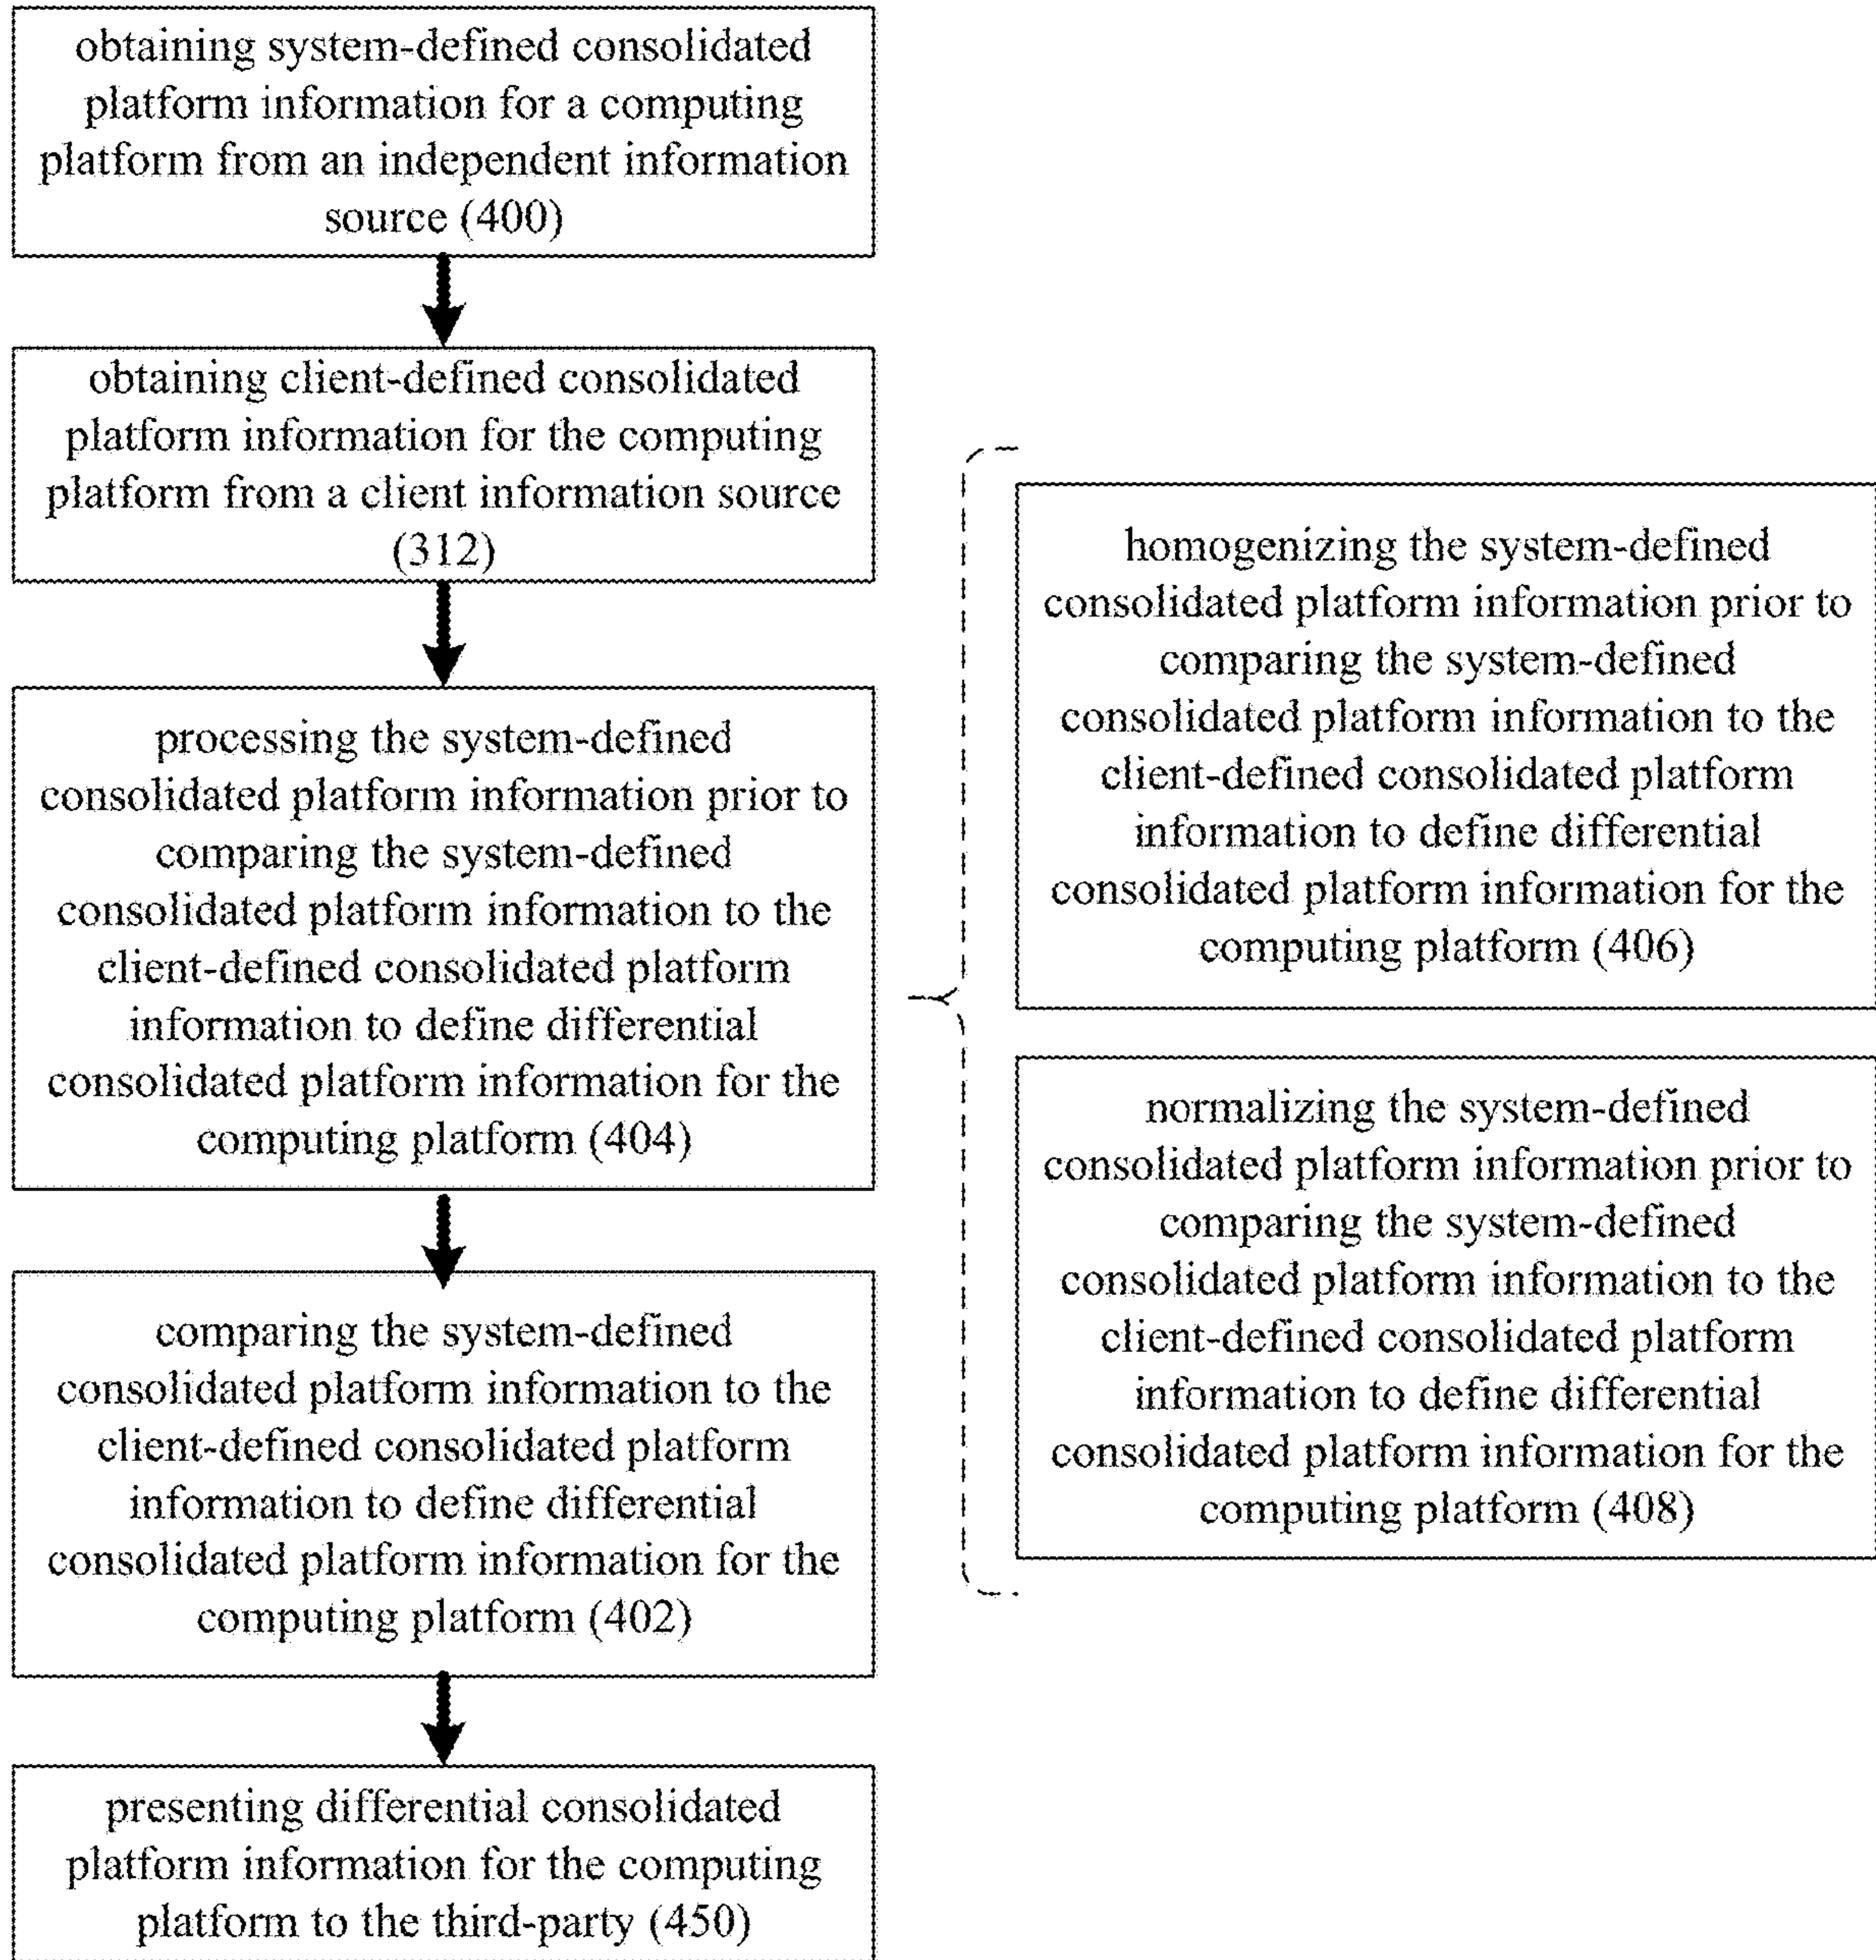 obtaining system-defined consolidated
platform information for a computing
platform from an independent information
source (400)
obtaining client-defined consolidated
platform information for the computing
platform from a client information source
(312)
processing the system-defined
consolidated platform information prior to
comparing the system-defined
consolidated platform information to the
client-defined consolidated platform
information to define differential
consolidated platform information for the
computing platform (404)
homogenizing the system-defined
consolidated platform information prior to
comparing the system-defined
consolidated platform information to the
client-defined consolidated platform
information to define differential
consolidated platform information for the
computing platform (406)
normalizing the system-defined
consolidated platform information prior to
comparing the system-defined
consolidated platform information to the
client-defined consolidated platform
information to define differential
consolidated platform information for the
computing platform (408)
comparing the system-defined
consolidated platform information to the
client-defined consolidated platform
information to define differential
consolidated platform information for the
computing platform (402)
presenting differential consolidated
platform information for the computing
platform to the third-party (450)